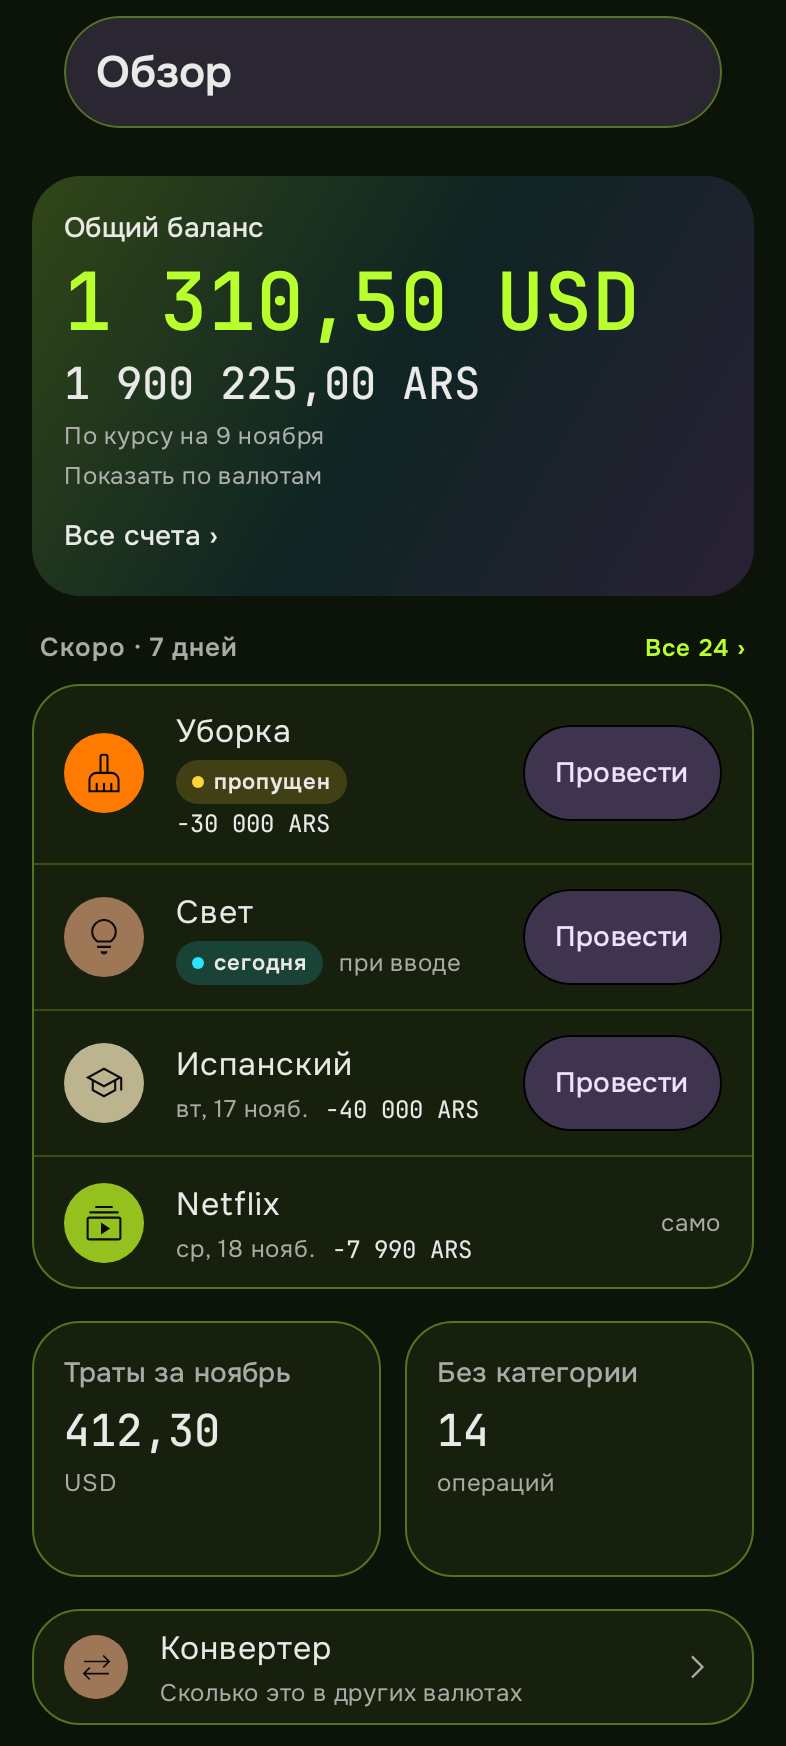 Обзор
Общий баланс
1 310,50 USD
1 900 225,00 ARS
По курсу на 9 ноября
Показать по валютам
Все счета ›
Скоро · 7 дней
Все 24 ›
Уборка
пропущен
-30 000 ARS
Провести
Свет
сегодня при вводе
Провести
Испанский
вт, 17 нояб. -40 000 ARS
Провести
Netflix
ср, 18 нояб. -7 990 ARS
само
Траты за ноябрь
412,30
USD
Без категории
14
операций
Конвертер
Сколько это в других валютах